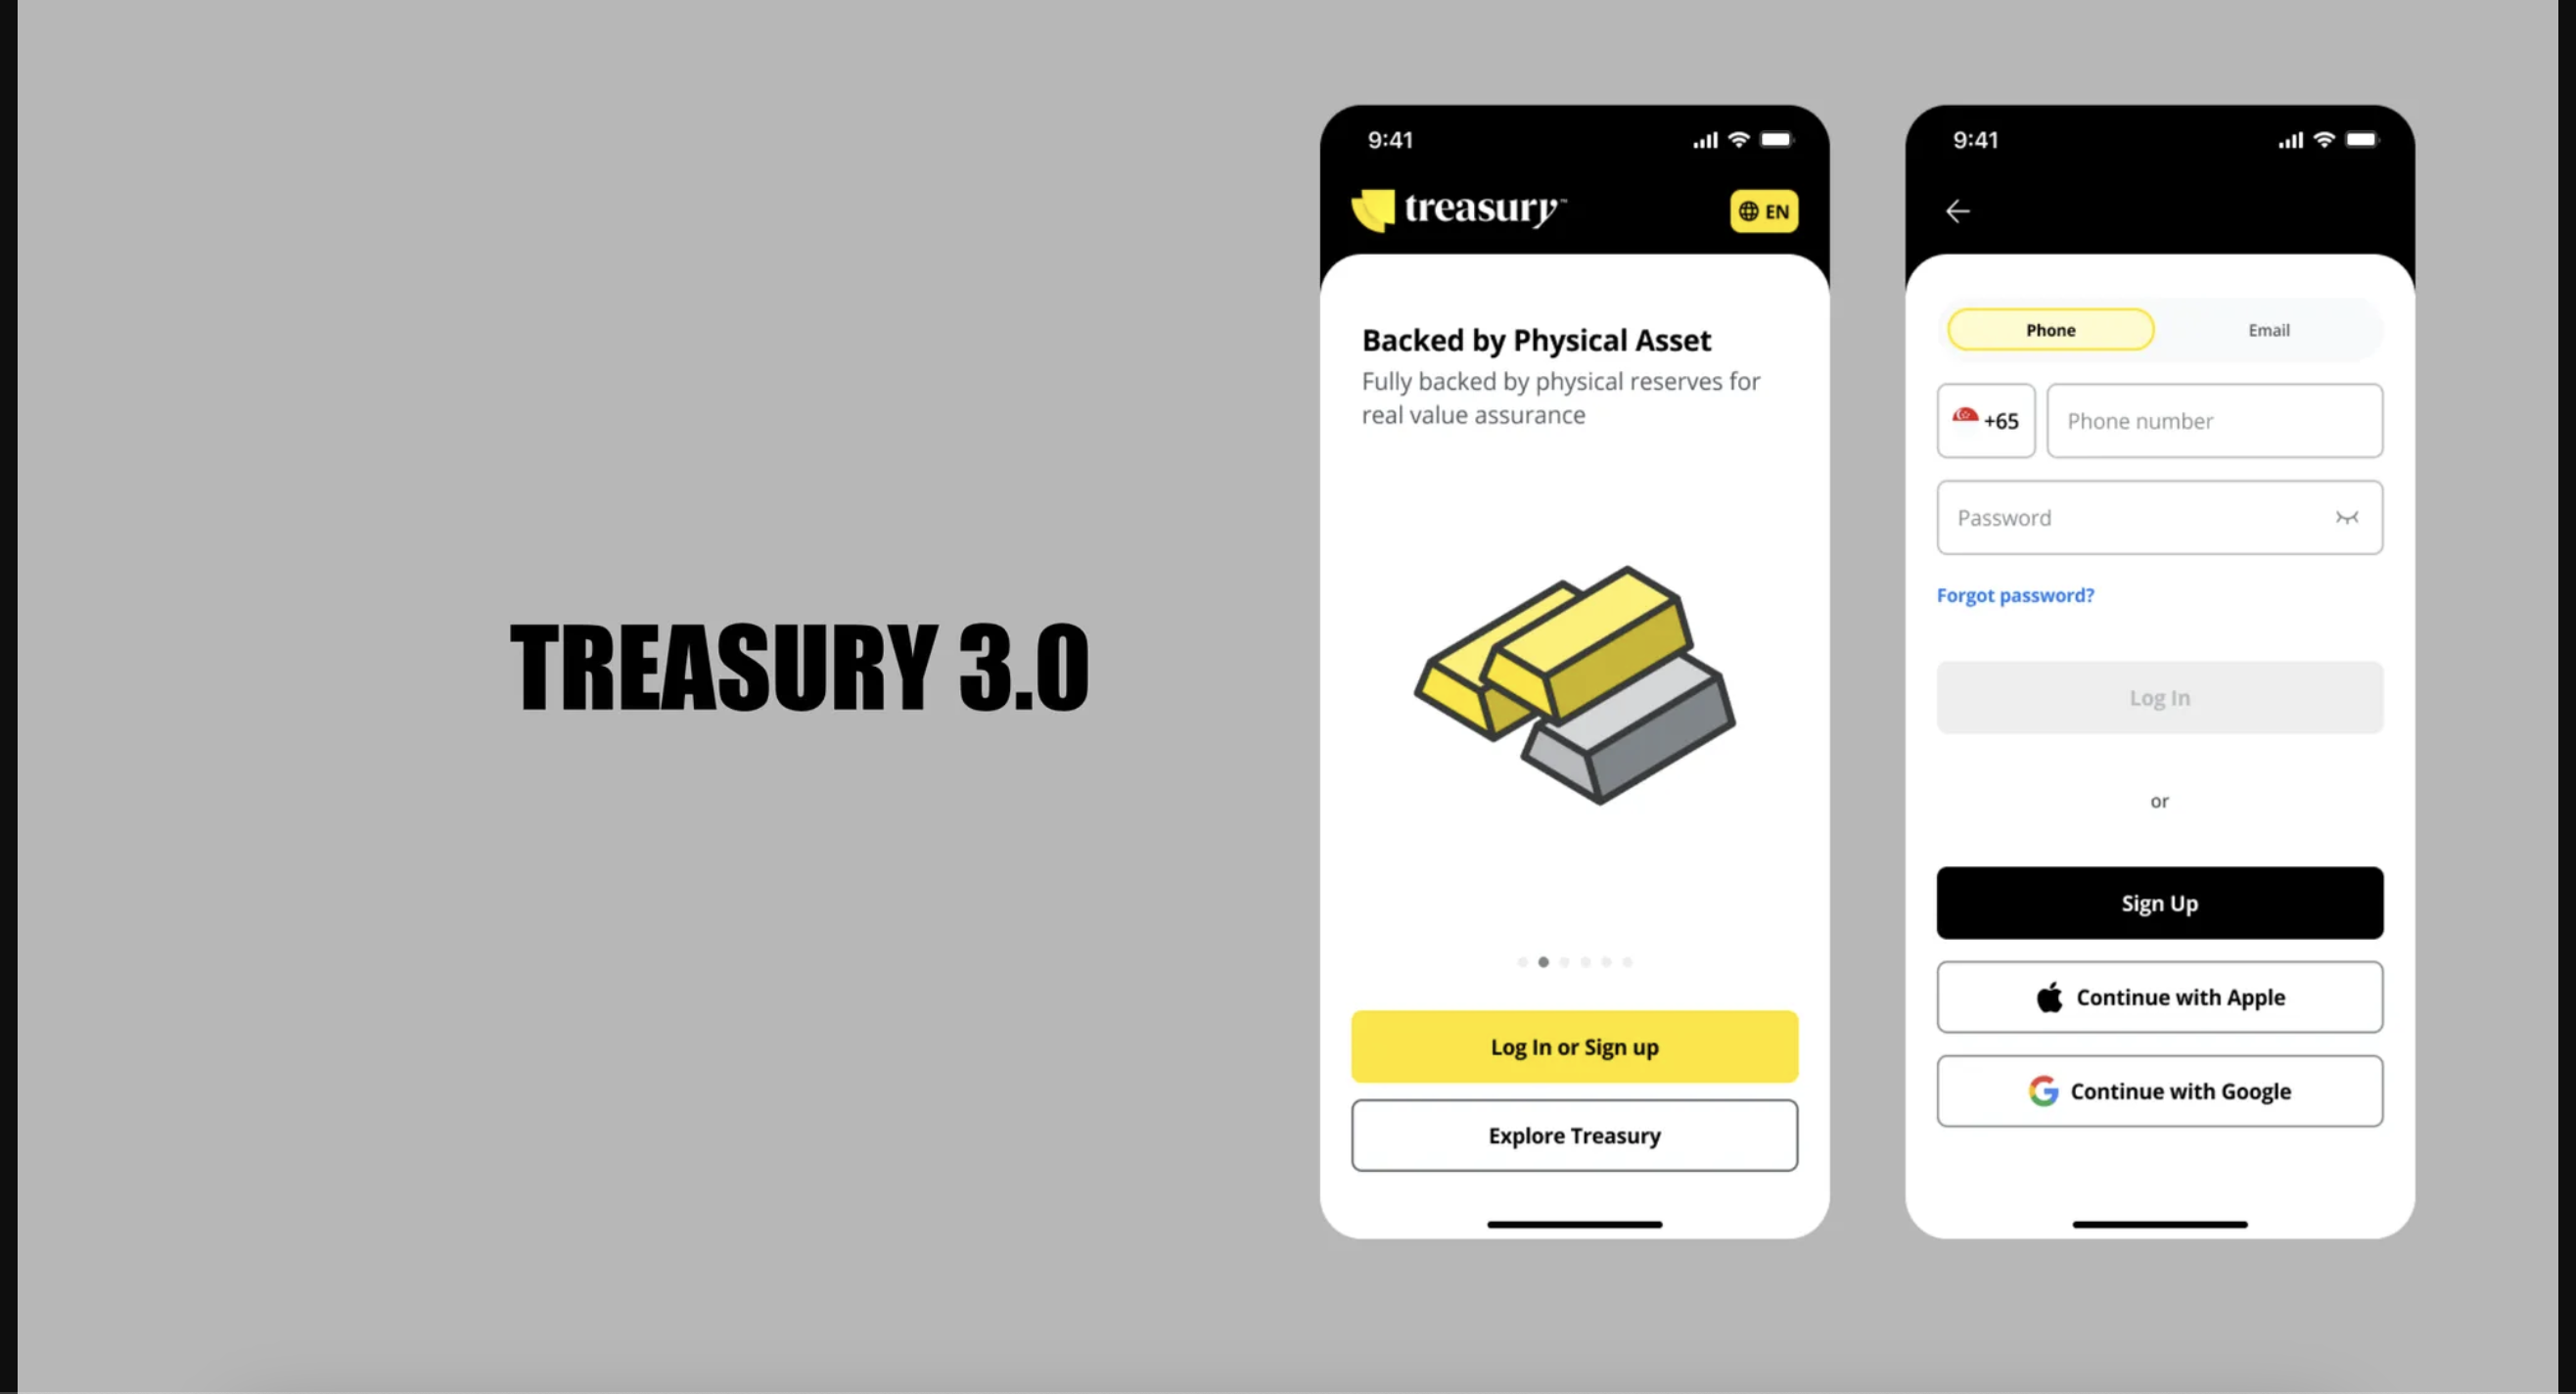 TREASURY 3.0
9:41
treasury™
EN
Backed by Physical Asset
Fully backed by physical reserves for
real value assurance
Log In or Sign up
Explore Treasury
9:41
Phone
Email
+65
Phone number
Password
Forgot password?
Log In
or
Sign Up
Continue with Apple
Continue with Google